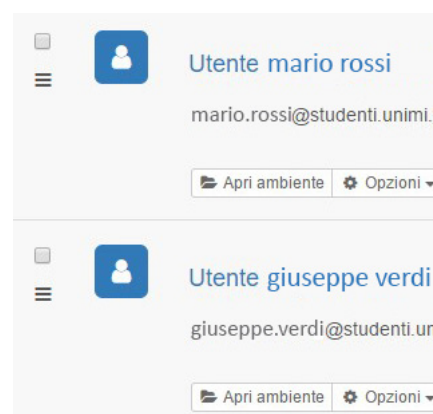 Utente mario rossi
mario.rossi@studenti.unimi.
Apri ambiente Opzioni
Utente giuseppe verdi
giuseppe.verdi@studenti.un
Apri ambiente Opzioni